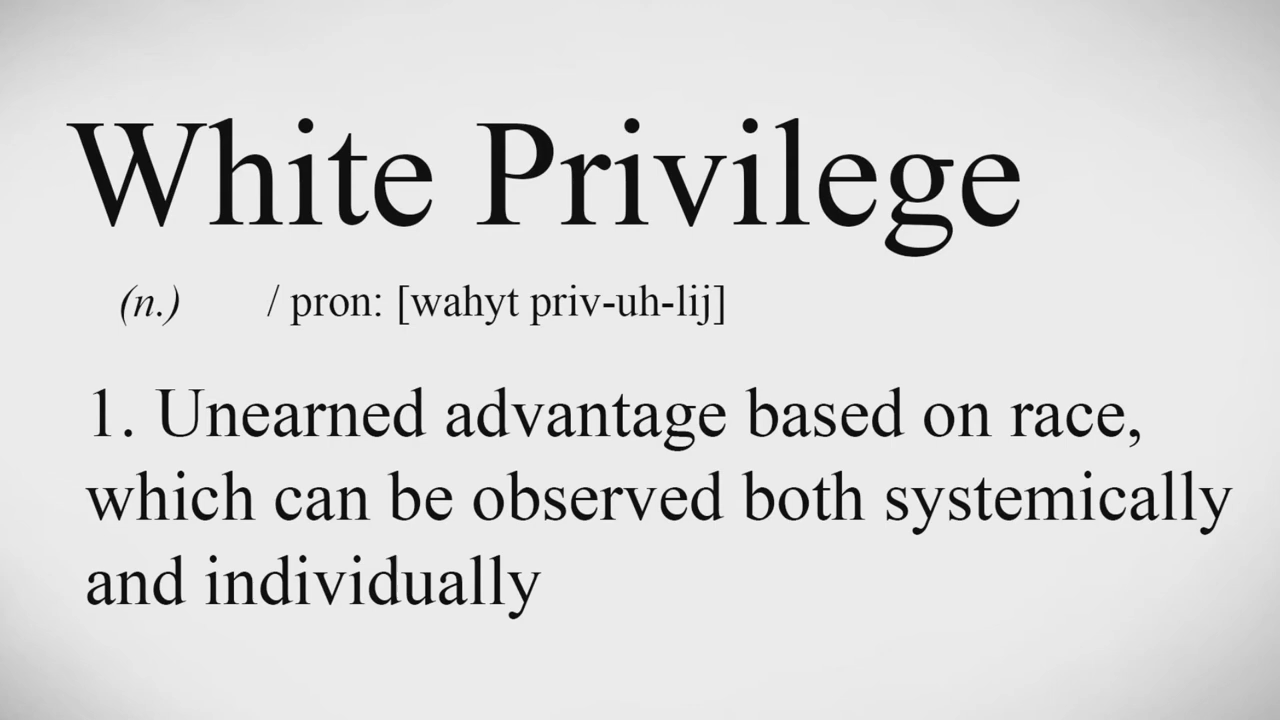 White Privilege
(n.) / pron: [wahyt priv-uh-lij]
1. Unearned advantage based on race,
which can be observed both systemically
and individually